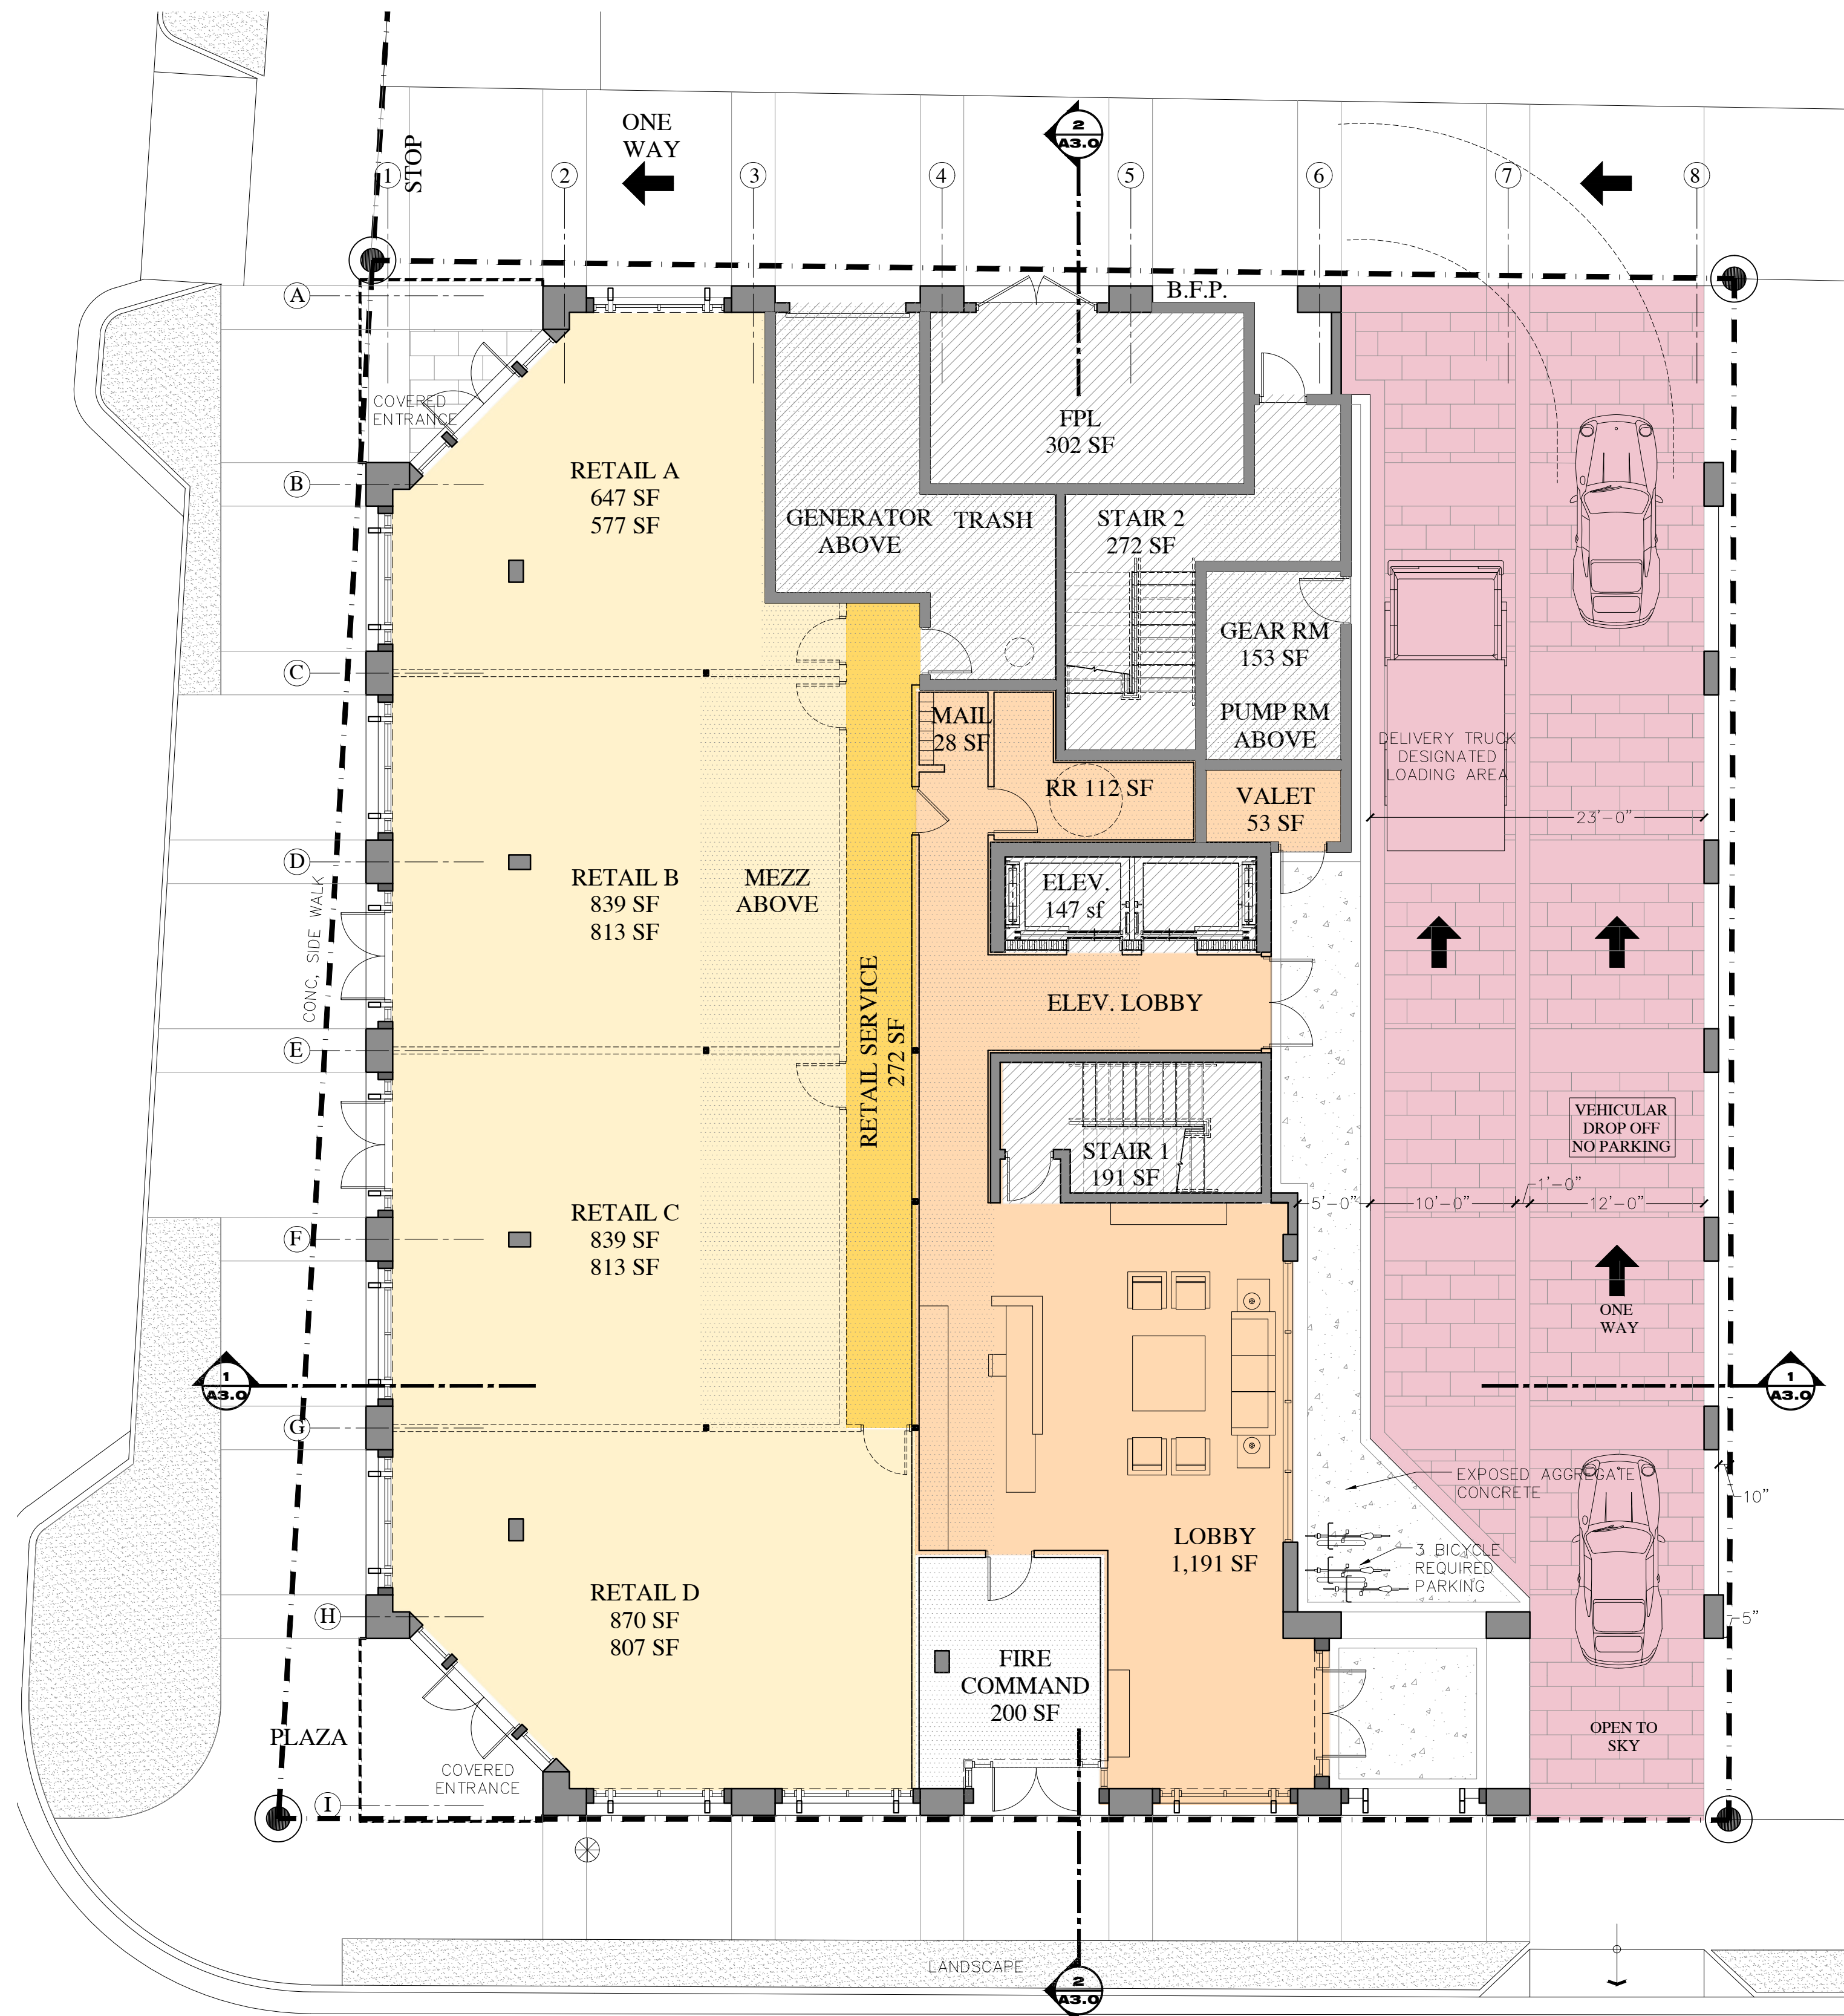 ONE
WAY
STOP
2
A3.0
1
2
3
4
5
6
7
8
A
B.F.P.
COVERED
ENTRANCE
B
FPL
302 SF
RETAIL A
647 SF
577 SF
GENERATOR
ABOVE
TRASH
STAIR 2
272 SF
C
GEAR RM
153 SF
MAIL
28 SF
PUMP RM
ABOVE
DELIVERY TRUCK
DESIGNATED
LOADING AREA
RR 112 SF
VALET
53 SF
23'-0"
D
RETAIL B
839 SF
813 SF
MEZZ
ABOVE
ELEV.
147 sf
CONC, SIDE WALK
RETAIL SERVICE
272 SF
ELEV. LOBBY
E
VEHICULAR
DROP OFF
NO PARKING
STAIR 1
191 SF
5'-0"
10'-0"
1'-0"
12'-0"
F
RETAIL C
839 SF
813 SF
ONE
WAY
1
A3.0
1
A3.0
G
EXPOSED AGGREGATE
CONCRETE
10"
LOBBY
1,191 SF
3 BICYCLE
REQUIRED
PARKING
H
RETAIL D
870 SF
807 SF
5"
FIRE
COMMAND
200 SF
PLAZA
OPEN TO
SKY
COVERED
ENTRANCE
I
LANDSCAPE
2
A3.0